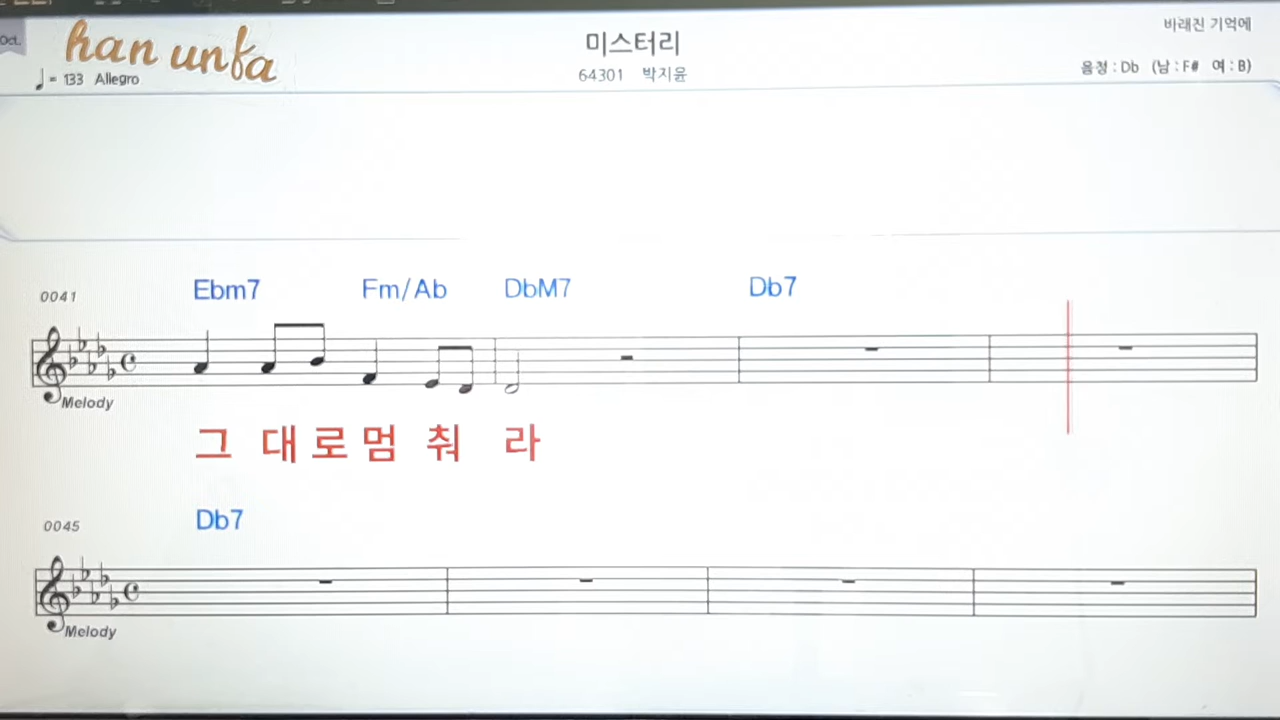 Oct.
han unfa
미스터리
바래진 기억에
♩ = 133 Allegro
64301 박지윤
음정 : Db (남 : F# 여 : B)
0041
Ebm7 Fm/Ab DbM7 Db7
Melody
그 대 로 멈 춰 라
0045
Db7
Melody